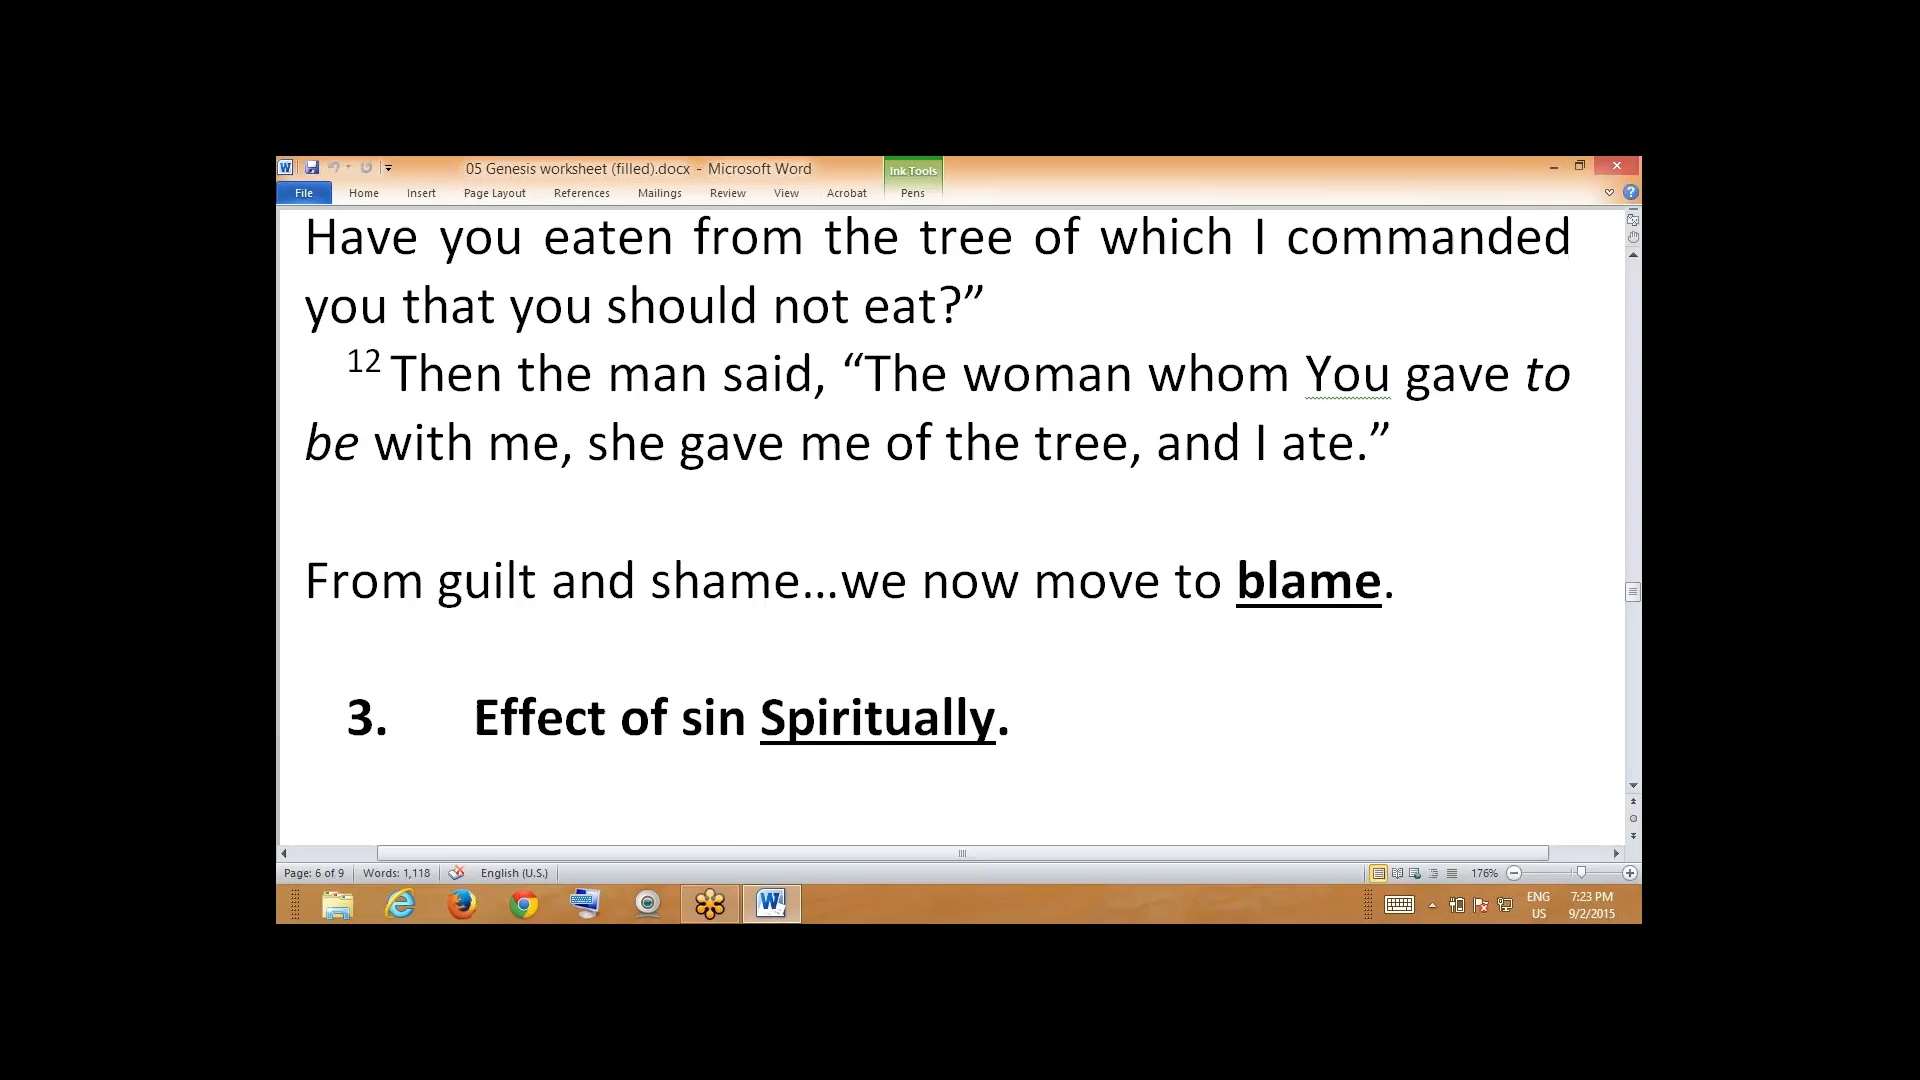 05 Genesis worksheet (filled).docx - Microsoft Word
Ink Tools
File Home Insert Page Layout References Mailings Review View Acrobat Pens
Have you eaten from the tree of which I commanded
you that you should not eat?”
12 Then the man said, “The woman whom You gave to
be with me, she gave me of the tree, and I ate.”
From guilt and shame...we now move to blame.
3. Effect of sin Spiritually.
Page: 6 of 9 Words: 1,118 English (U.S.) 176%
ENG 7:23 PM
US 9/2/2015